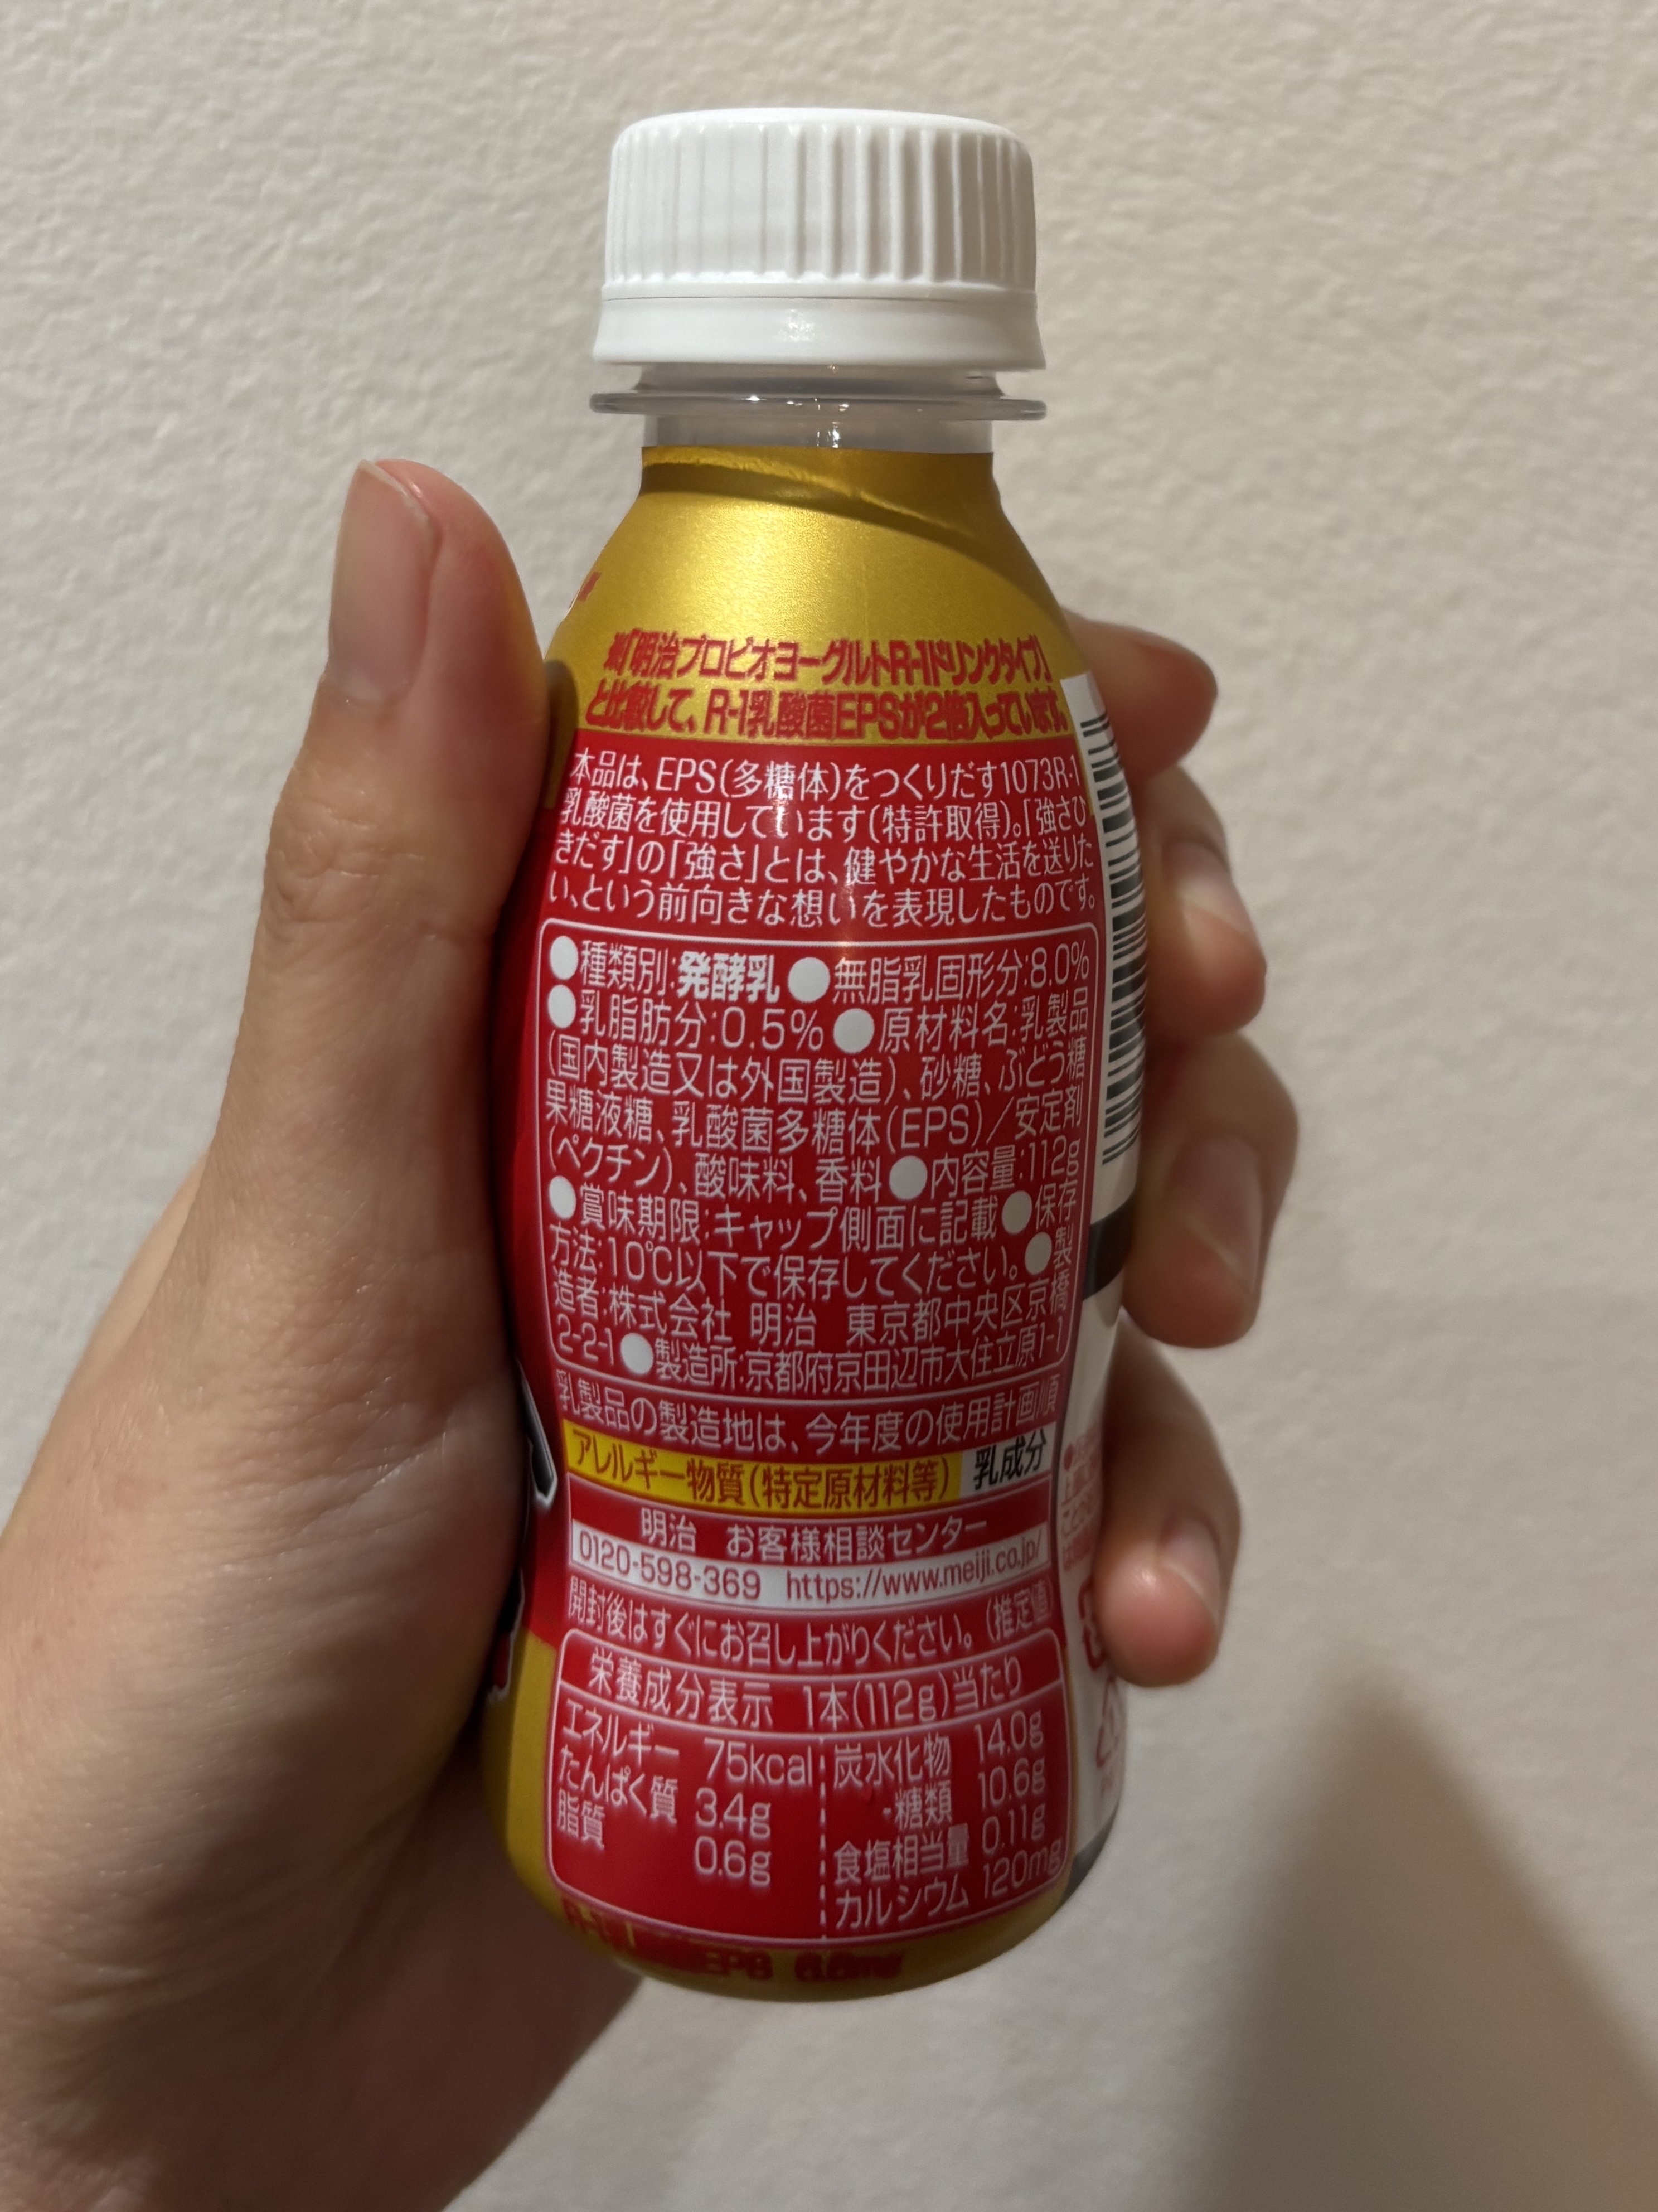 ※「明治プロビオヨーグルトR-1ドリンクタイプ」
と比較して、R-1乳酸菌EPSが2倍入っています。
本品は、EPS(多糖体)をつくりだす1073R-1
乳酸菌を使用しています(特許取得)。「強さひ
きだす」の「強さ」とは、健やかな生活を送りた
い、という前向きな想いを表現したものです。
●種類別:発酵乳●無脂乳固形分:8.0%
●乳脂肪分:0.5%●原材料名:乳製品
(国内製造又は外国製造)、砂糖、ぶどう糖
果糖液糖、乳酸菌多糖体(EPS)/安定剤
(ペクチン)、酸味料、香料●内容量:112g
●賞味期限:キャップ側面に記載●保存
方法:10℃以下で保存してください。●製
造者:株式会社 明治 東京都中央区京橋
2-2-1●製造所:京都府京田辺市大住立原1-1
乳製品の製造地は、今年度の使用計画順
アレルギー物質(特定原材料等) 乳成分
明治 お客様相談センター
0120-598-369 https://www.meiji.co.jp/
開封後はすぐにお召し上がりください。(推定値)
栄養成分表示 1本(112g)当たり
エネルギー 75kcal
たんぱく質 3.4g
脂質 0.6g
炭水化物 14.0g
-糖類 10.6g
食塩相当量 0.11g
カルシウム 120mg
EPS 6.6mg